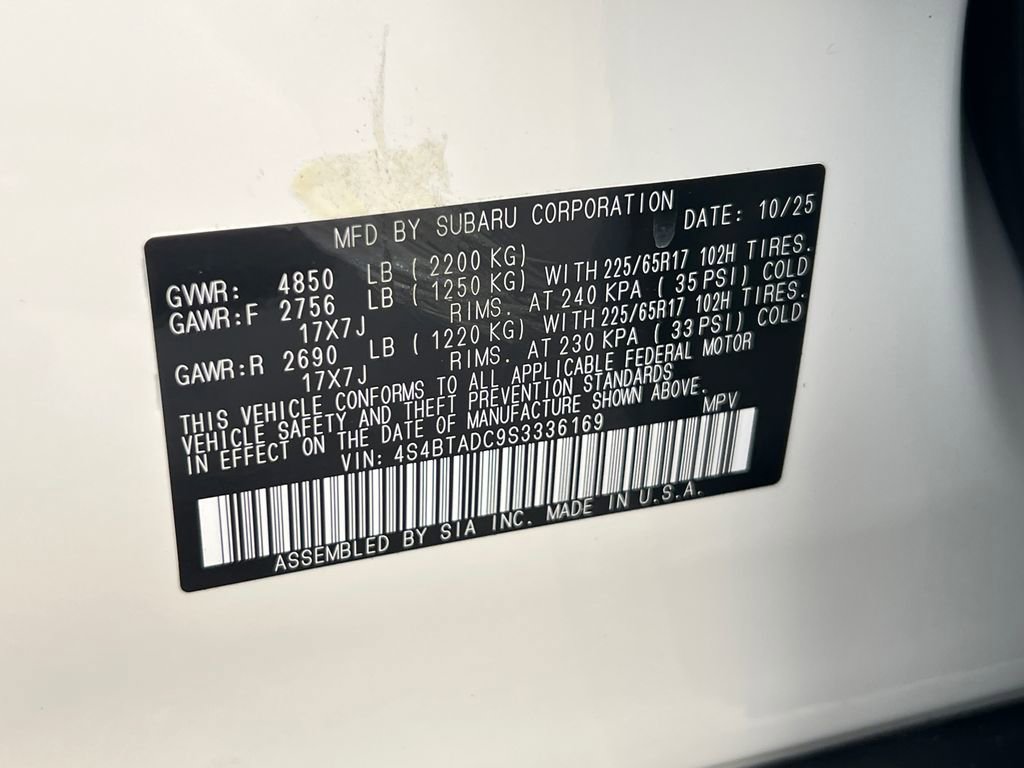 MFD BY SUBARU CORPORATION DATE: 10/25
GVWR: 4850 LB ( 2200 KG)
GAWR:F 2756 LB ( 1250 KG) WITH 225/65R17 102H TIRES.
17X7J RIMS. AT 240 KPA ( 35 PSI) COLD
GAWR:R 2690 LB ( 1220 KG) WITH 225/65R17 102H TIRES.
17X7J RIMS. AT 230 KPA ( 33 PSI) COLD
THIS VEHICLE CONFORMS TO ALL APPLICABLE FEDERAL MOTOR
VEHICLE SAFETY AND THEFT PREVENTION STANDARDS
IN EFFECT ON THE DATE OF MANUFACTURE SHOWN ABOVE.
VIN: 4S4BTADC9S3336169 MPV
ASSEMBLED BY SIA INC. MADE IN U.S.A.